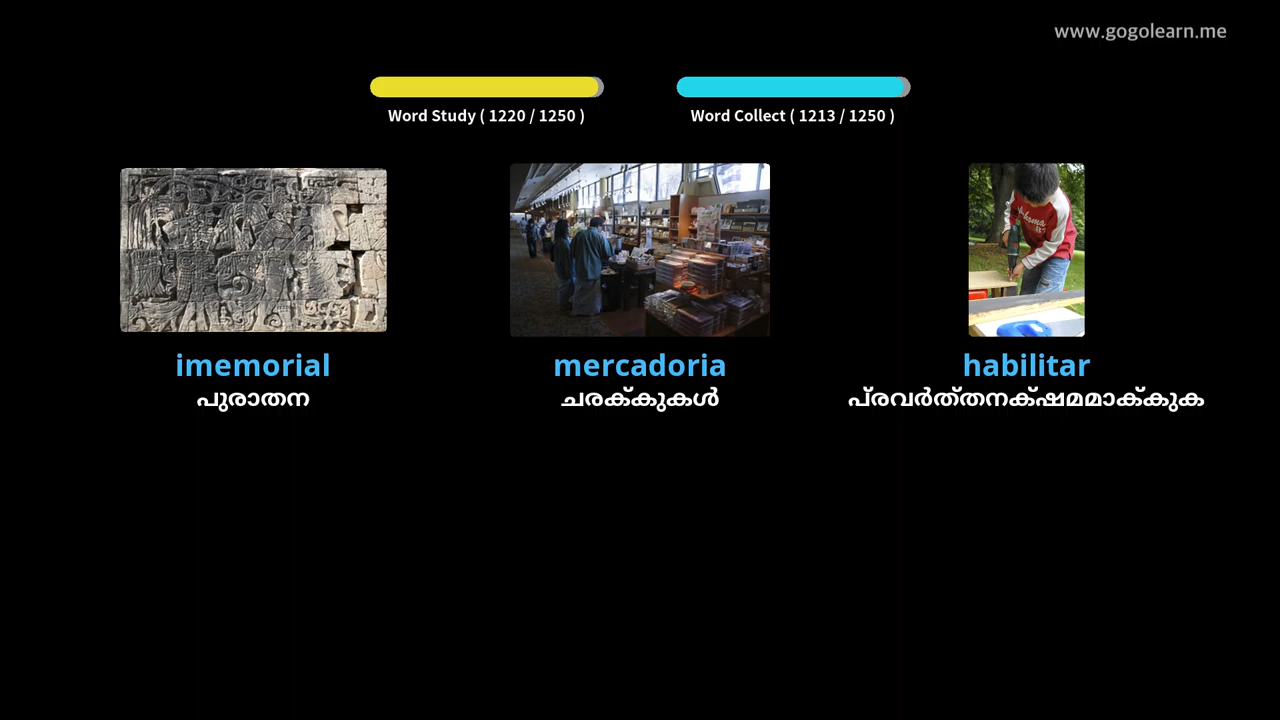 www.gogolearn.me
Word Study ( 1220 / 1250 )
Word Collect ( 1213 / 1250 )
imemorial
mercadoria
habilitar
പുരാതന
ചരക്കുകൾ
പ്രവർത്തനക്ഷമമാക്കുക